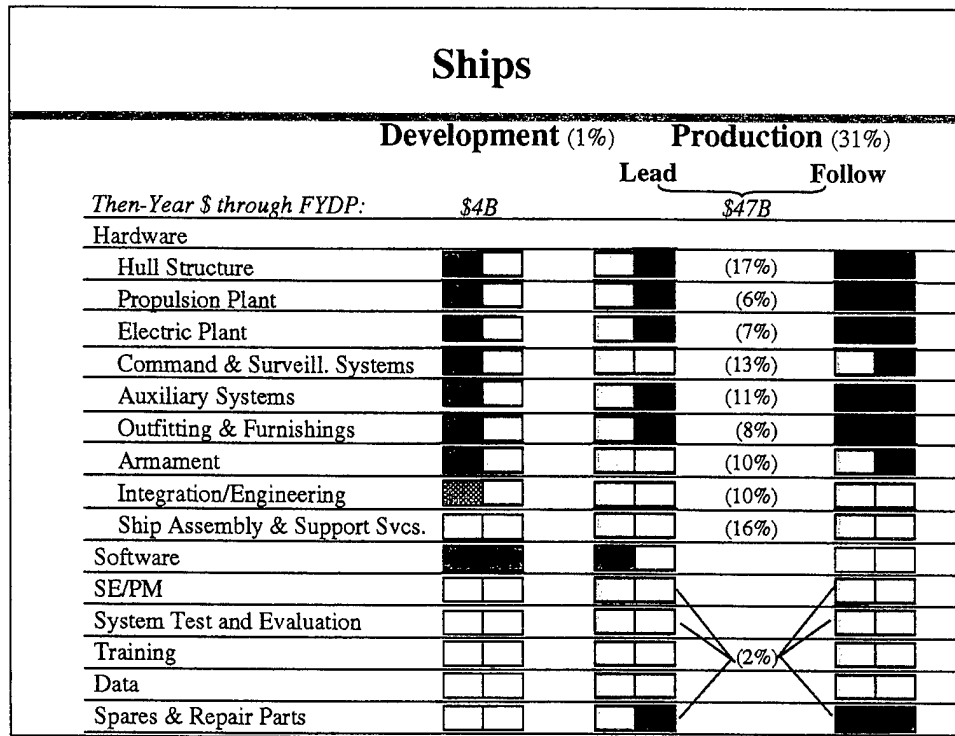 Ships
Development (1%) Production (31%)
Lead Follow
Then-Year $ through FYDP: $4B $47B
Hardware
Hull Structure (17%)
Propulsion Plant (6%)
Electric Plant (7%)
Command & Surveill. Systems (13%)
Auxiliary Systems (11%)
Outfitting & Furnishings (8%)
Armament (10%)
Integration/Engineering (10%)
Ship Assembly & Support Svcs. (16%)
Software
SE/PM
System Test and Evaluation
Training (2%)
Data
Spares & Repair Parts